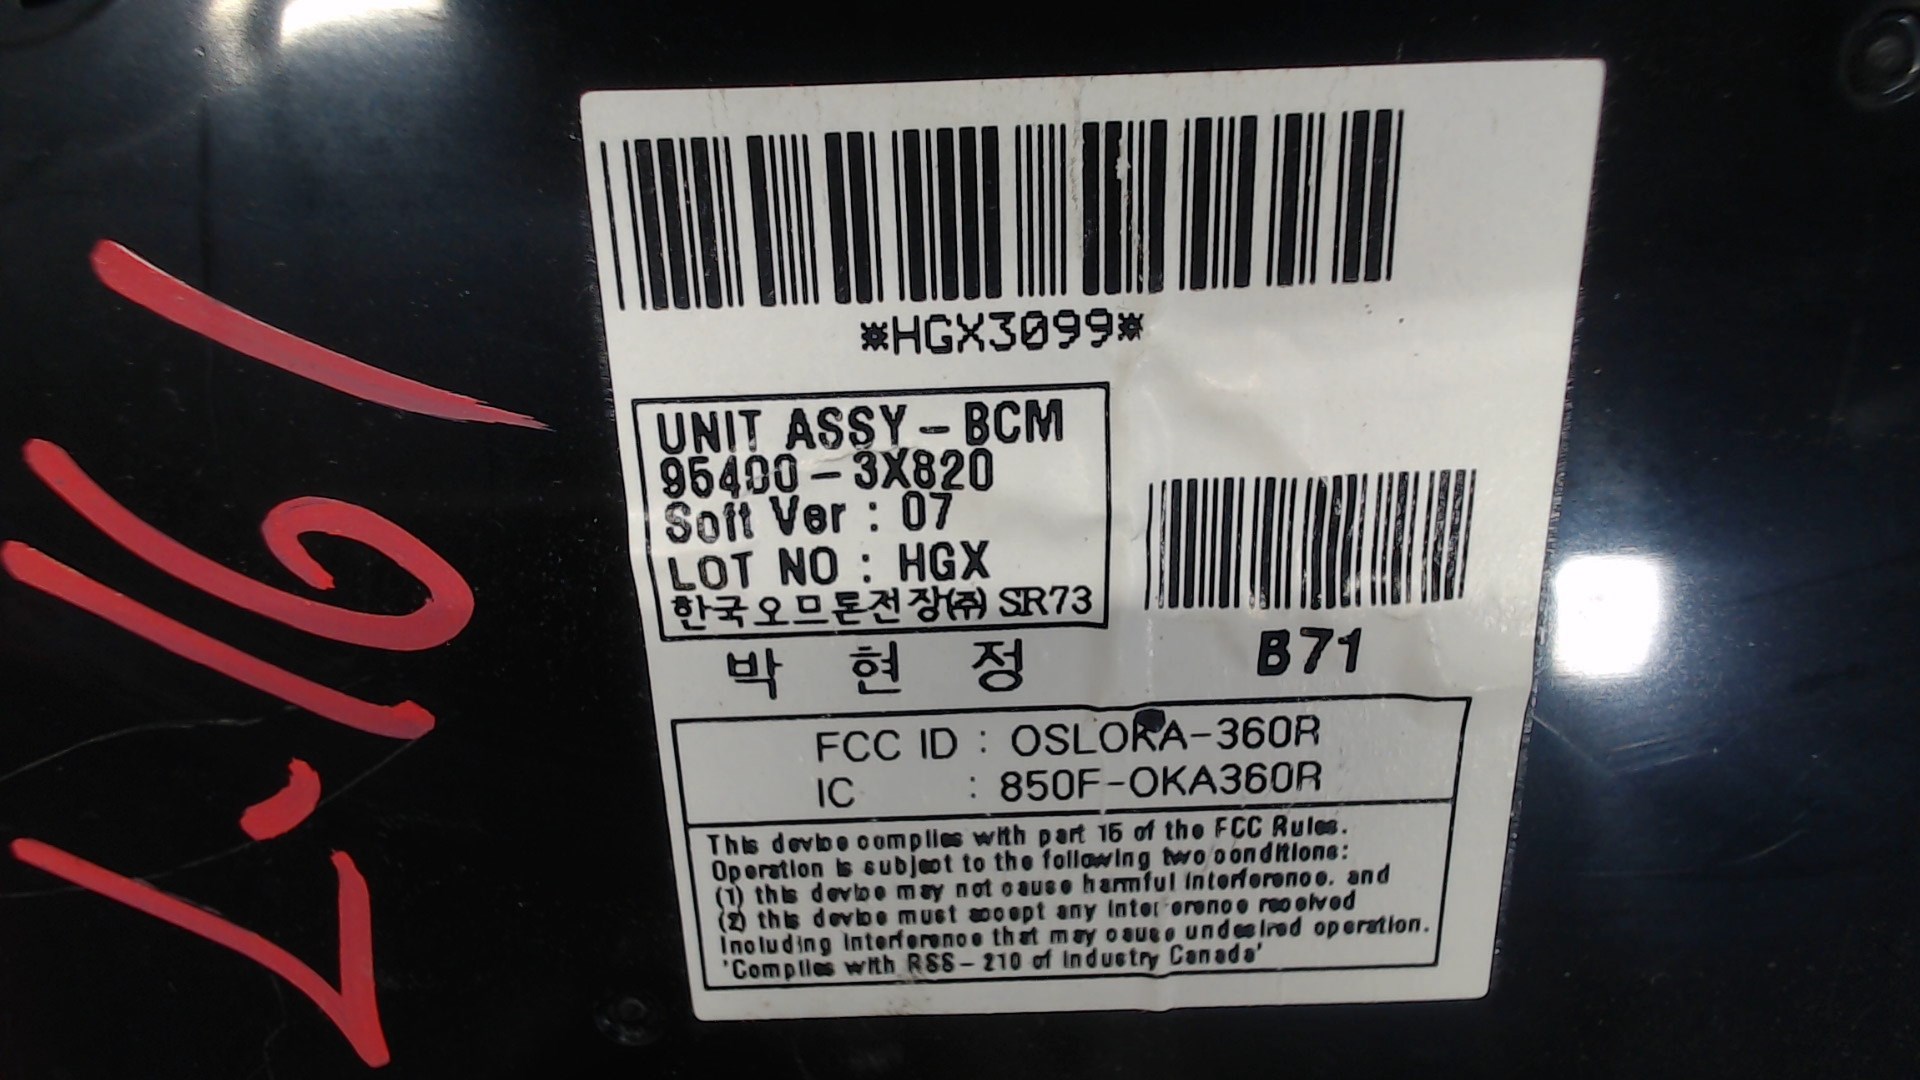 *HGX3099*
UNIT ASSY-BCM
95400-3X820
Soft Ver : 07
LOT NO : HGX
한국오므론전장(주) SR73
박 현 정
B71
FCC ID : OSLOKA-360R
IC : 850F-OKA360R
This device complies with part 15 of the FCC Rules.
Operation is subject to the following two conditions:
(1) this device may not cause harmful interference, and
(2) this device must accept any interference received
including interference that may cause undesired operation.
'Complies with RSS-210 of Industry Canada'